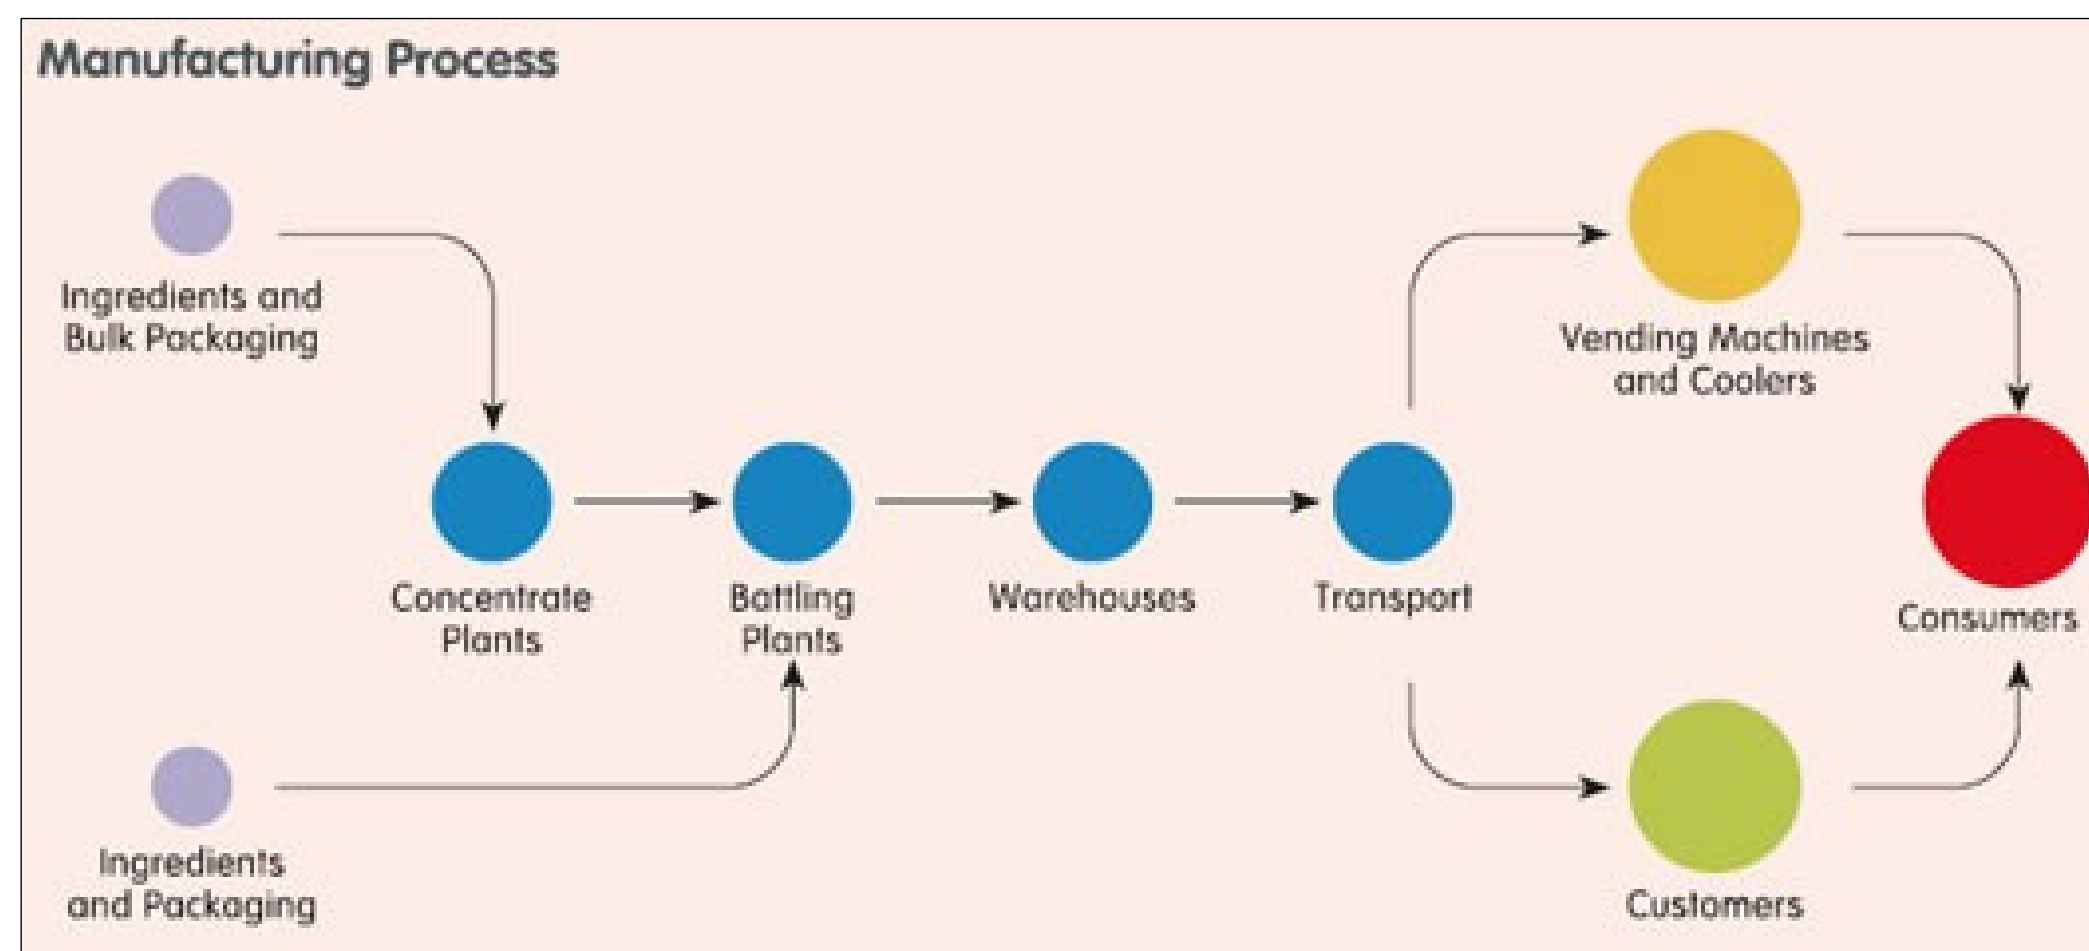 Manufacturing Process
Ingredients and
Bulk Packaging
Vending Machines
and Coolers
Concentrate
Plants
Battling
Plants
Warehouses
Transport
Consumers
Ingredients
and Packaging
Customers